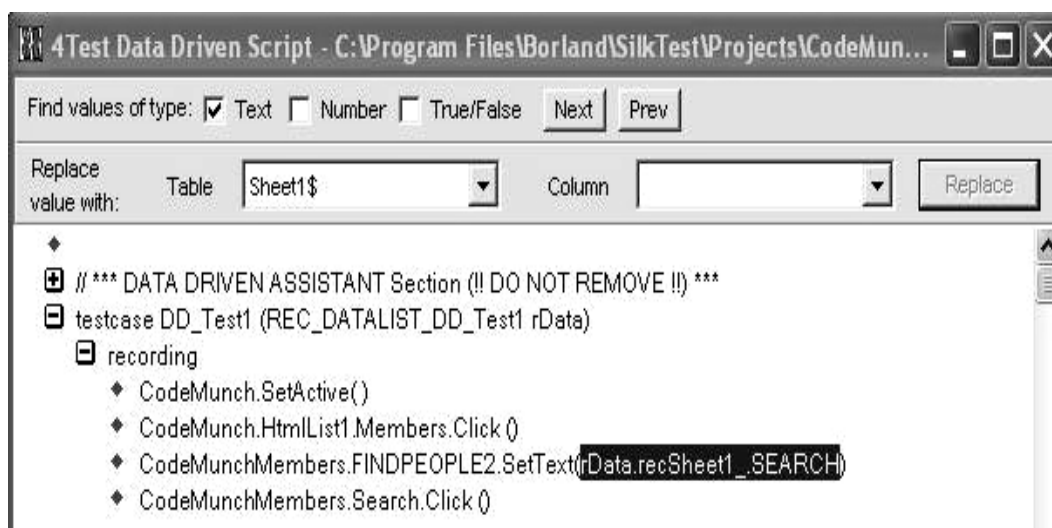 4Test Data Driven Script - C:\Program Files\Borland\SilkTest\Projects\CodeMun...
Find values of type: Text Number True/False Next Prev
Replace value with: Table Sheet1$ Column Replace
// *** DATA DRIVEN ASSISTANT Section (!! DO NOT REMOVE !!) ***
testcase DD_Test1 (REC_DATALIST_DD_Test1 rData)
recording
CodeMunch.SetActive()
CodeMunch.HtmlList1.Members.Click ()
CodeMunchMembers.FINDPEOPLE2.SetText(rData.recSheet1_.SEARCH)
CodeMunchMembers.Search.Click ()